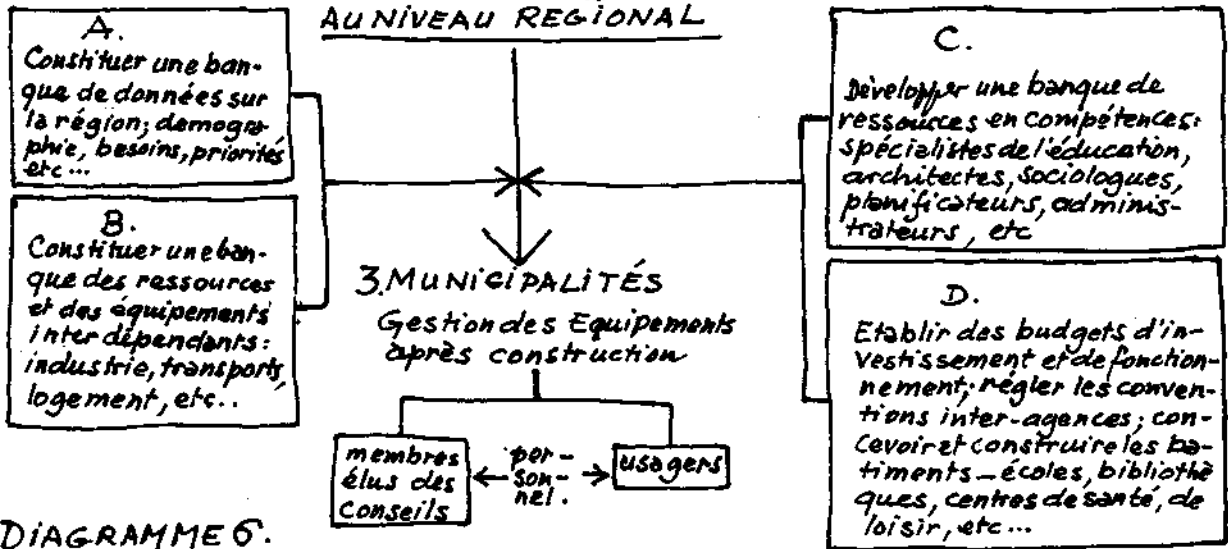 AU NIVEAU REGIONAL
A.
Constituer une ban-
que de données sur
la région; démogra-
phie, besoins, priorités
etc...
B.
Constituer une ban-
que des ressources
et des équipements
interdépendants:
industrie, transports,
logement, etc..
C.
Développer une banque de
ressources en compétences:
spécialistes de l'éducation,
architectes, sociologues,
planificateurs, adminis-
trateurs, etc
D.
Etablir des budgets d'in-
vestissement et de fonction-
nement; régler les conven-
tions inter-agences; con-
cevoir et construire les ba-
timents - écoles, bibliothè
ques, centres de santé, de
loisir, etc...
3. MUNICIPALITÉS
Gestion des Equipements
après construction
membres
élus des
conseils
per-
son-
nel.
usagers
DIAGRAMME 6.